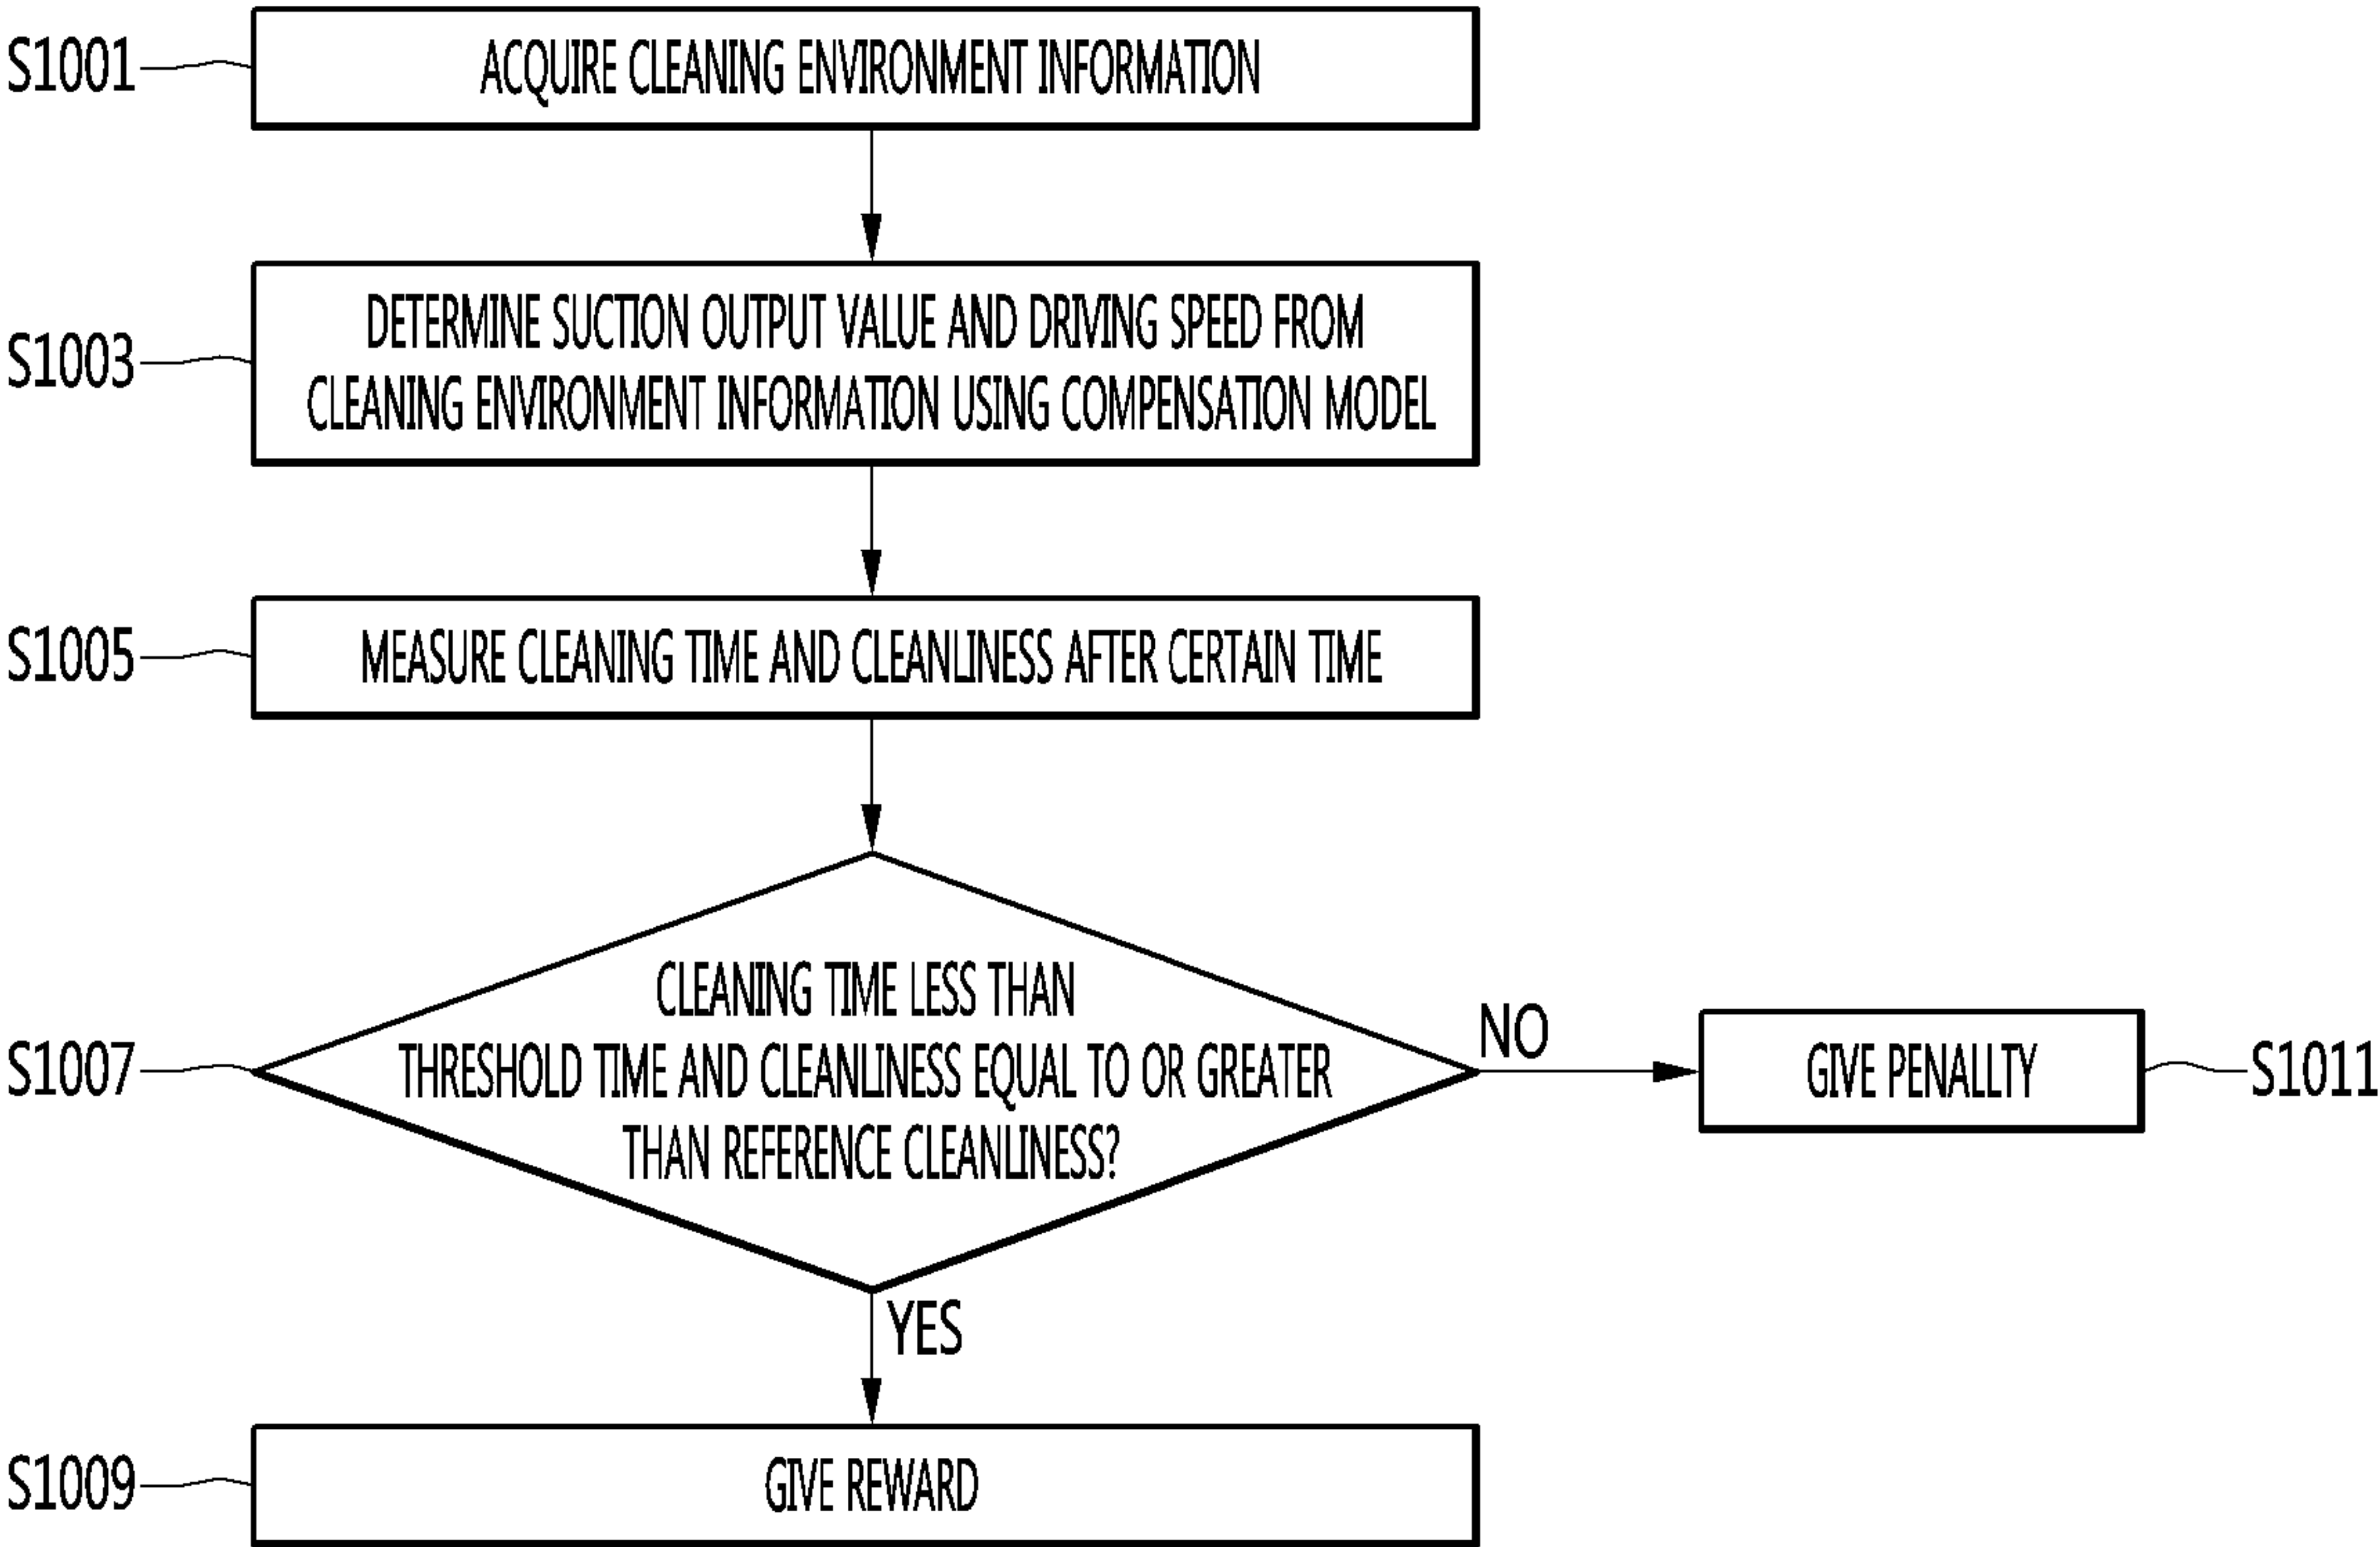 S1001
ACQUIRE CLEANING ENVIRONMENT INFORMATION
S1003
DETERMINE SUCTION OUTPUT VALUE AND DRIVING SPEED FROM
CLEANING ENVIRONMENT INFORMATION USING COMPENSATION MODEL
S1005
MEASURE CLEANING TIME AND CLEANLINESS AFTER CERTAIN TIME
S1007
CLEANING TIME LESS THAN
THRESHOLD TIME AND CLEANLINESS EQUAL TO OR GREATER
THAN REFERENCE CLEANLINESS?
NO
GIVE PENALLTY
S1011
YES
S1009
GIVE REWARD